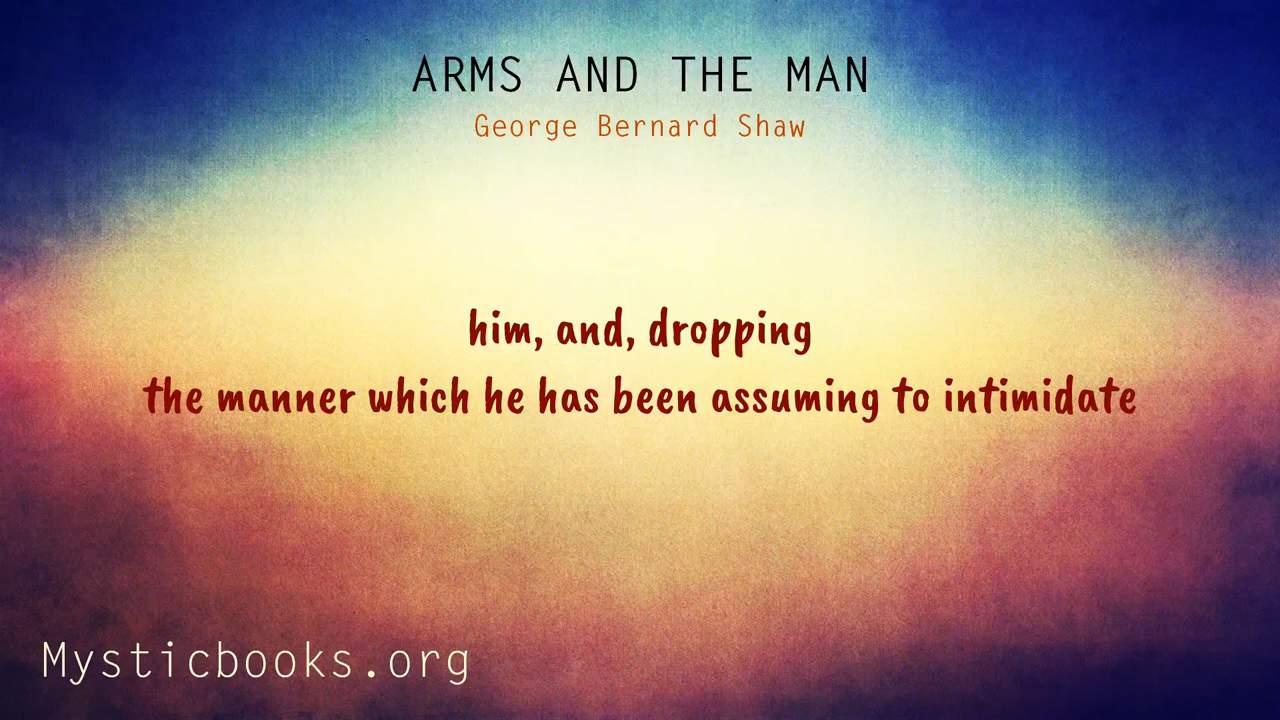 ARMS AND THE MAN
George Bernard Shaw
him, and, dropping
the manner which he has been assuming to intimidate
Mysticbooks.org